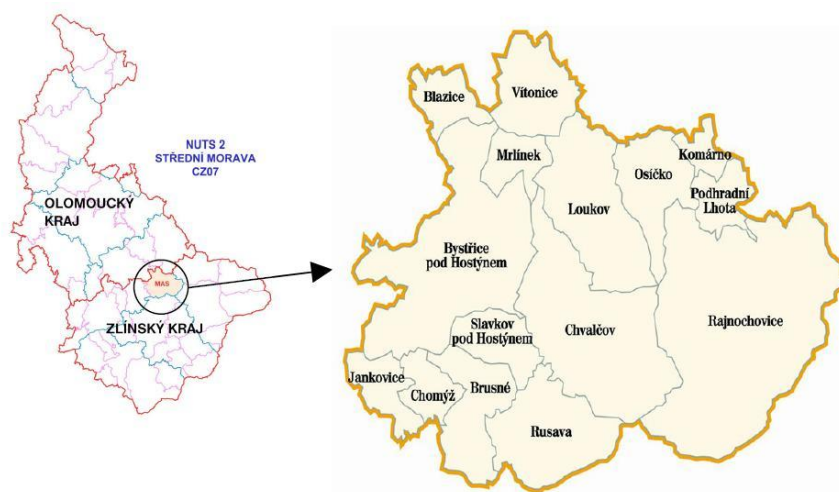 NUTS 2
STŘEDNÍ MORAVA
CZ07
OLOMOUCKÝ
KRAJ
MAS
ZLÍNSKÝ KRAJ
Blazice
Vítonice
Mrlínek
Osíčko
Komárno
Podhradní
Lhota
Loukov
Bystřice
pod Hostýnem
Slavkov
pod Hostýnem
Chvalčov
Rajnochovice
Jankovice
Chomýž
Brusné
Rusava